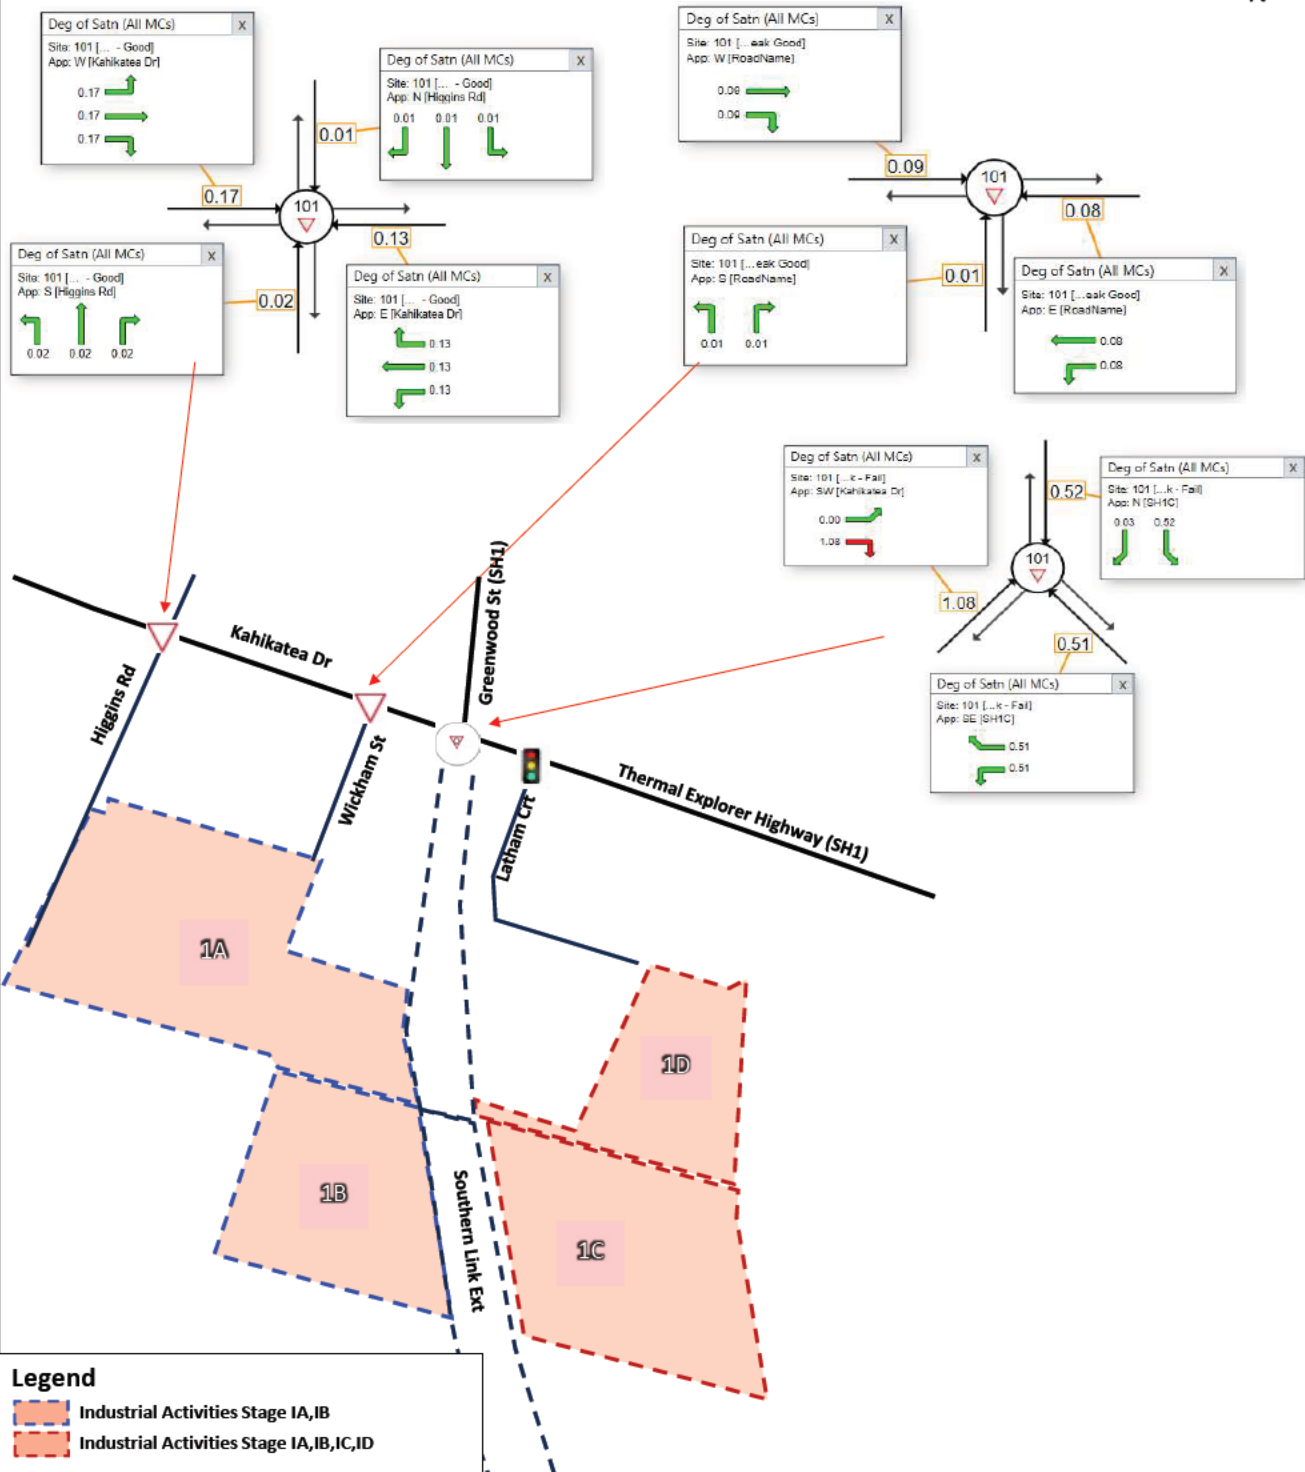 Deg of Satn (All MCs) X
Site: 101 [... - Good]
App: W [Kahikatea Dr]
0.17
0.17
0.17
0.17
Deg of Satn (All MCs) X
Site: 101 [... - Good]
App: N [Higgins Rd]
0.01 0.01 0.01
0.01
101
0.13
Deg of Satn (All MCs) X
Site: 101 [... - Good]
App: S [Higgins Rd]
0.02 0.02 0.02
0.02
Deg of Satn (All MCs) X
Site: 101 [... - Good]
App: E [Kahikatea Dr]
0.13
0.13
0.13
Deg of Satn (All MCs) X
Site: 101 [...eak Good]
App: W [RoadName]
0.09
0.09
0.09
101
0.08
Deg of Satn (All MCs) X
Site: 101 [...eak Good]
App: S [RoadName]
0.01 0.01
0.01
Deg of Satn (All MCs) X
Site: 101 [...eak Good]
App: E [RoadName]
0.08
0.08
Deg of Satn (All MCs) X
Site: 101 [...k - Fail]
App: SW [Kahikatea Dr]
0.00
1.08
1.08
0.52
Deg of Satn (All MCs) X
Site: 101 [...k - Fail]
App: N [SH1C]
0.03 0.52
101
0.51
Deg of Satn (All MCs) X
Site: 101 [...k - Fail]
App: SE [SH1C]
0.51
0.51
Kahikatea Dr
Greenwood St (SH1)
Higgins Rd
Wickham St
Latham Crt
Thermal Explorer Highway (SH1)
1A
1D
1B
1C
Southern Link Ext
Legend
Industrial Activities Stage IA,IB
Industrial Activities Stage IA,IB,IC,ID